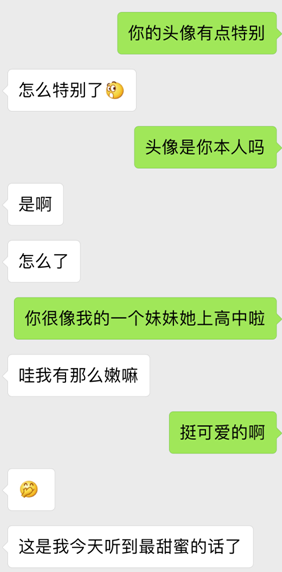 你的头像有点特别
怎么特别了
头像是你本人吗
是啊
怎么了
你很像我的一个妹妹她上高中啦
哇我有那么嫩嘛
挺可爱的啊
这是我今天听到最甜蜜的话了